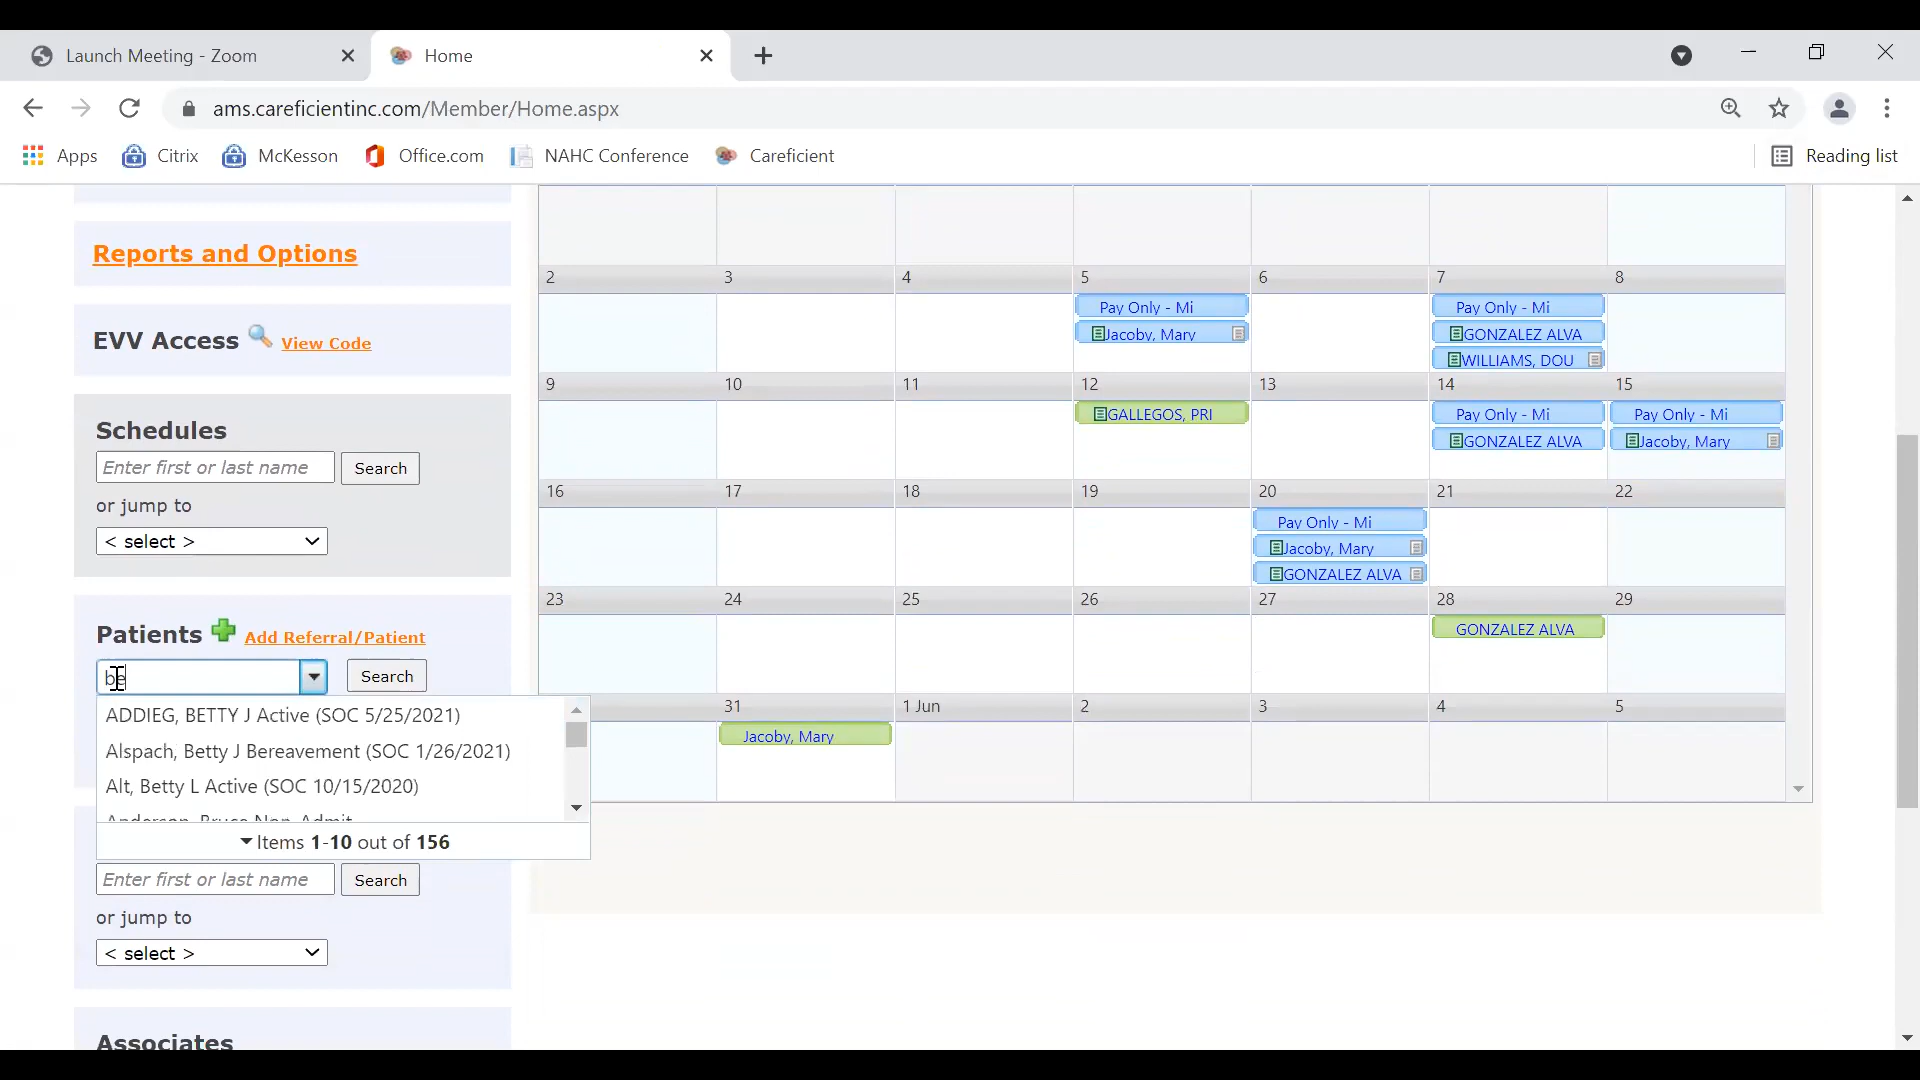 Launch Meeting - Zoom
Home
ams.careficientinc.com/Member/Home.aspx
Apps
Citrix
McKesson
Office.com
NAHC Conference
Careficient
Reading list
Reports and Options
EVV Access View Code
Schedules
Enter first or last name
Search
or jump to
< select >
Patients Add Referral/Patient
be
Search
ADDIEG, BETTY J Active (SOC 5/25/2021)
Alspach, Betty J Bereavement (SOC 1/26/2021)
Alt, Betty L Active (SOC 10/15/2020)
Anderson, Bruce Non-Admit
Items 1-10 out of 156
Enter first or last name
Search
or jump to
< select >
Associates
2 3 4 5 6 7 8
Pay Only - Mi
Jacoby, Mary
Pay Only - Mi
GONZALEZ ALVA
WILLIAMS, DOU
9 10 11 12 13 14 15
GALLEGOS, PRI
Pay Only - Mi
GONZALEZ ALVA
Pay Only - Mi
Jacoby, Mary
16 17 18 19 20 21 22
Pay Only - Mi
Jacoby, Mary
GONZALEZ ALVA
23 24 25 26 27 28 29
GONZALEZ ALVA
31 1 Jun 2 3 4 5
Jacoby, Mary